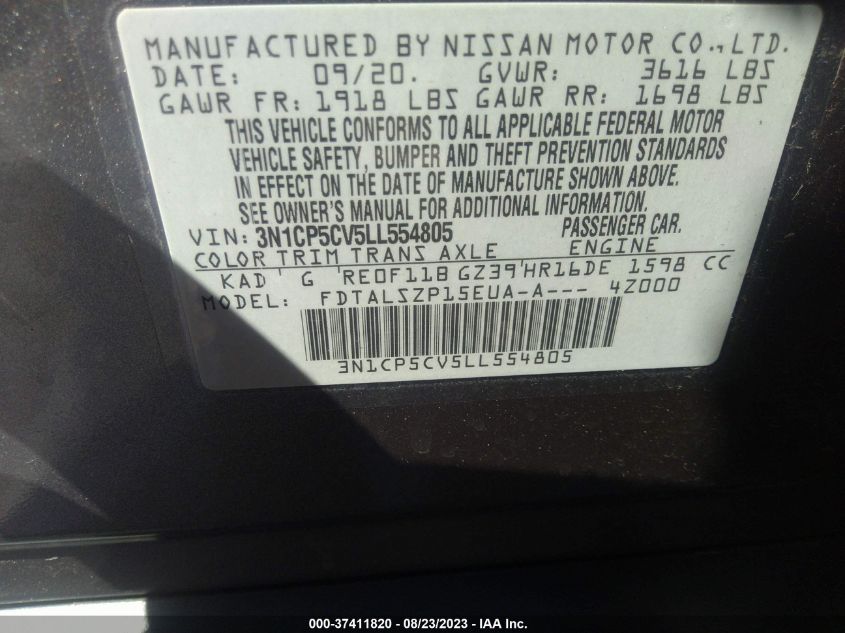 MANUFACTURED BY NISSAN MOTOR CO.,LTD.
DATE: 09/20. GVWR: 3616 LBS
GAWR FR: 1918 LBS GAWR RR: 1698 LBS
THIS VEHICLE CONFORMS TO ALL APPLICABLE FEDERAL MOTOR
VEHICLE SAFETY, BUMPER AND THEFT PREVENTION STANDARDS
IN EFFECT ON THE DATE OF MANUFACTURE SHOWN ABOVE.
SEE OWNER'S MANUAL FOR ADDITIONAL INFORMATION.
VIN: 3N1CP5CV5LL554805 PASSENGER CAR.
COLOR TRIM TRANS AXLE ENGINE
KAD ' G 'RE0F11B GZ39'HR16DE 1598 CC
MODEL: FDTALSZP15EUA-A--- 4Z000
3N1CP5CV5LL554805
000-37411820 - 08/23/2023 - IAA Inc.